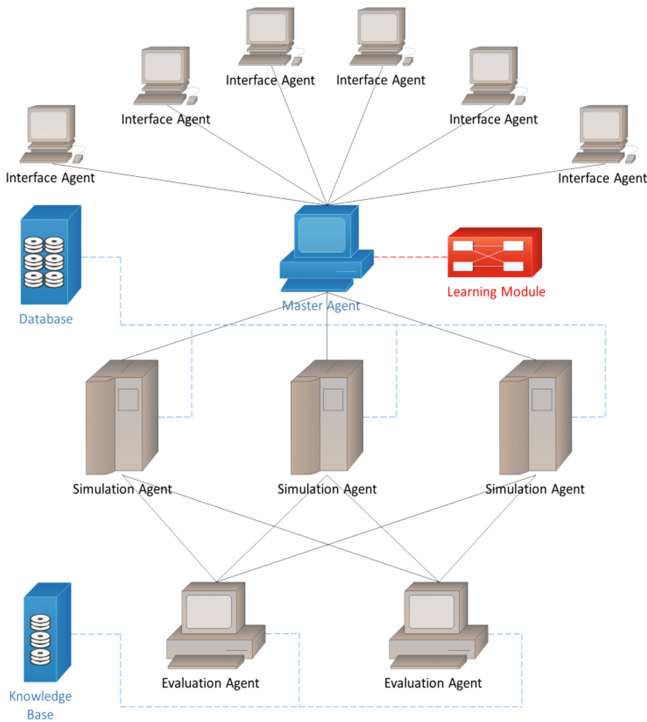 Interface Agent
Interface Agent
Interface Agent
Interface Agent
Interface Agent
Interface Agent
Database
Master Agent
Learning Module
Simulation Agent
Simulation Agent
Simulation Agent
Knowledge
Base
Evaluation Agent
Evaluation Agent